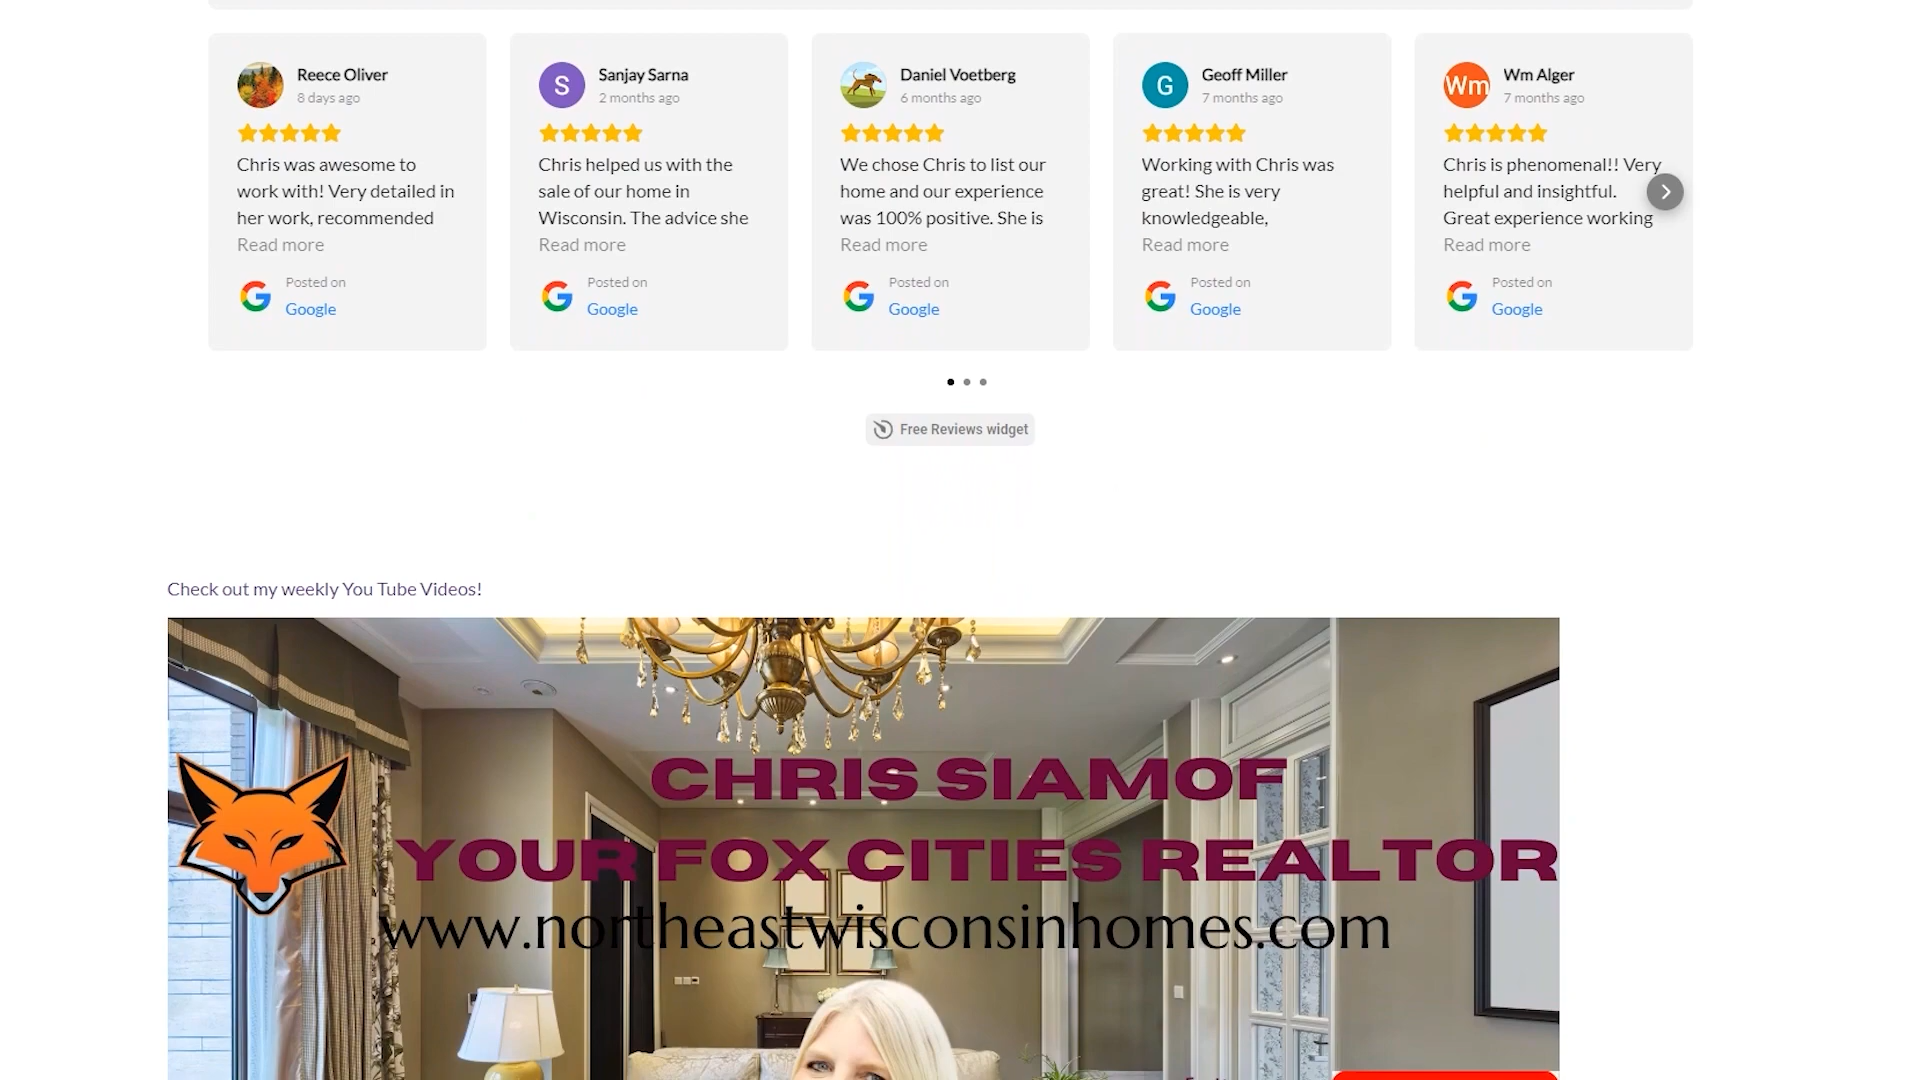 Reece Oliver
8 days ago
Chris was awesome to
work with! Very detailed in
her work, recommended
Read more
Posted on
Google
S
Sanjay Sarna
2 months ago
Chris helped us with the
sale of our home in
Wisconsin. The advice she
Read more
Posted on
Google
Daniel Voetberg
6 months ago
We chose Chris to list our
home and our experience
was 100% positive. She is
Read more
Posted on
Google
G
Geoff Miller
7 months ago
Working with Chris was
great! She is very
knowledgeable,
Read more
Posted on
Google
Wm
Wm Alger
7 months ago
Chris is phenomenal!! Very
helpful and insightful.
Great experience working
Read more
Posted on
Google
Free Reviews widget
Check out my weekly You Tube Videos!
CHRIS SIAMOF
YOUR FOX CITIES REALTOR
www.northeastwisconsinhomes.com